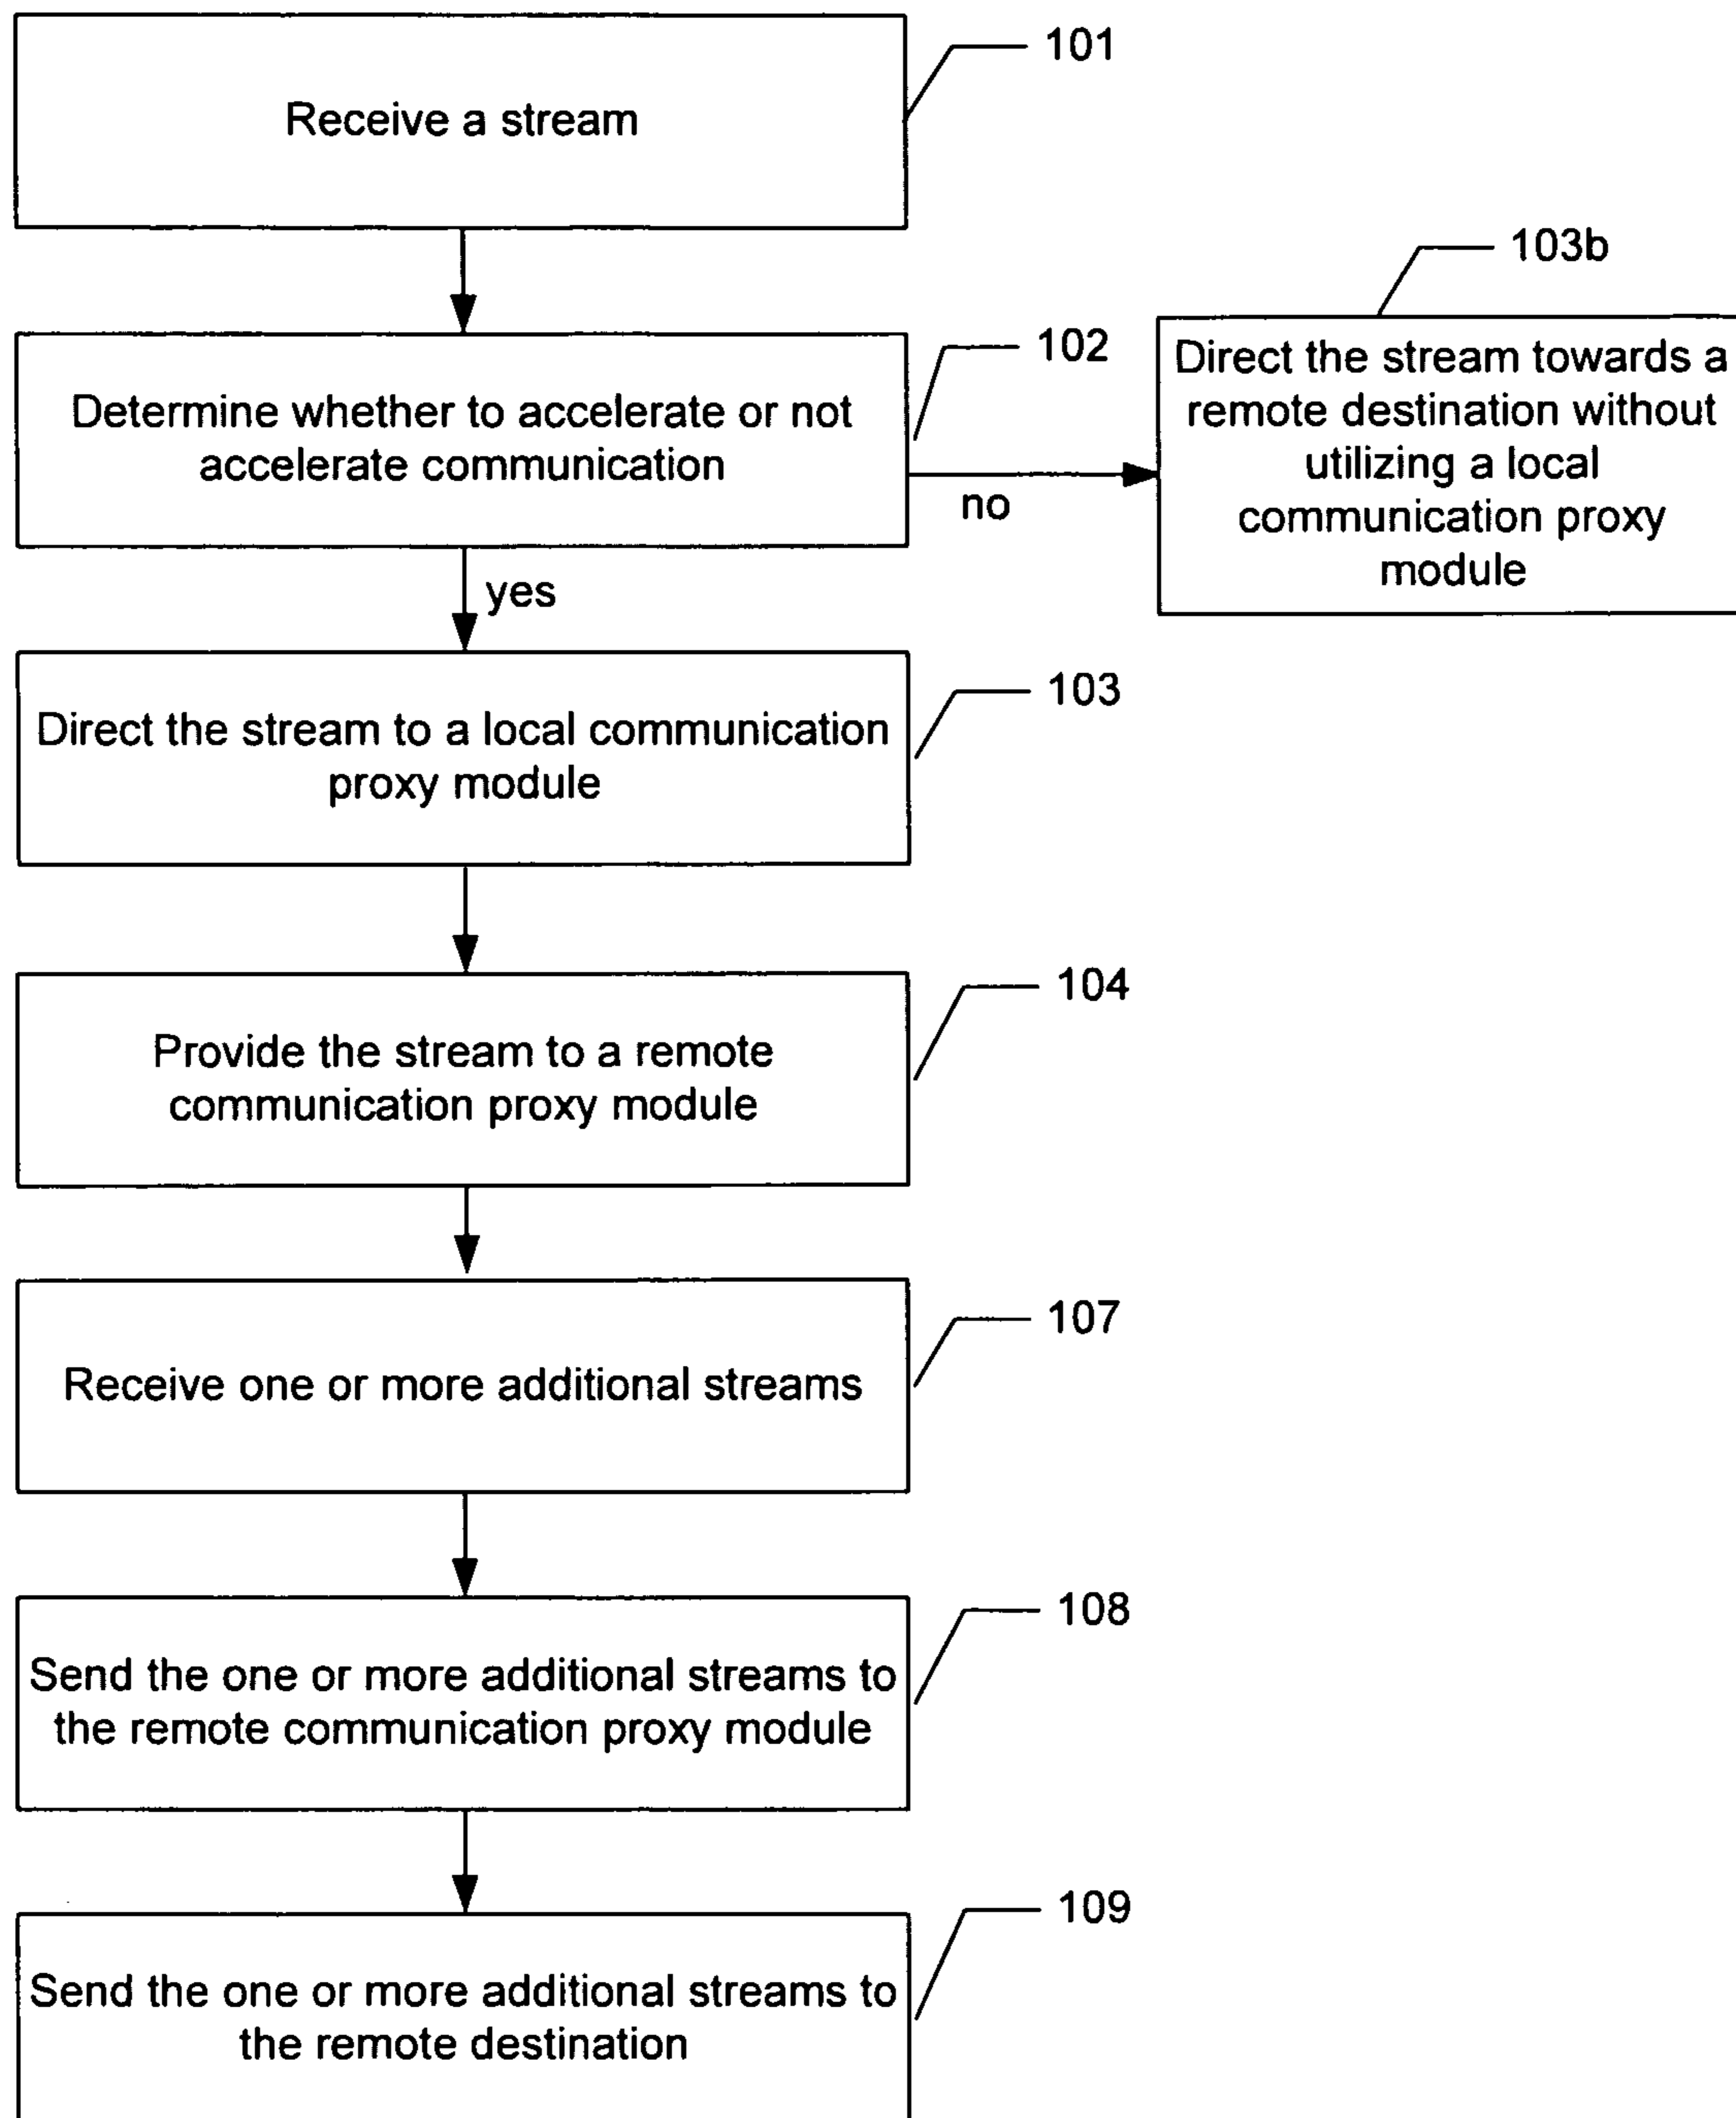 Receive a stream
101
Determine whether to accelerate or not
accelerate communication
102
no
yes
103b
Direct the stream towards a
remote destination without
utilizing a local
communication proxy
module
Direct the stream to a local communication
proxy module
103
Provide the stream to a remote
communication proxy module
104
Receive one or more additional streams
107
Send the one or more additional streams to
the remote communication proxy module
108
Send the one or more additional streams to
the remote destination
109